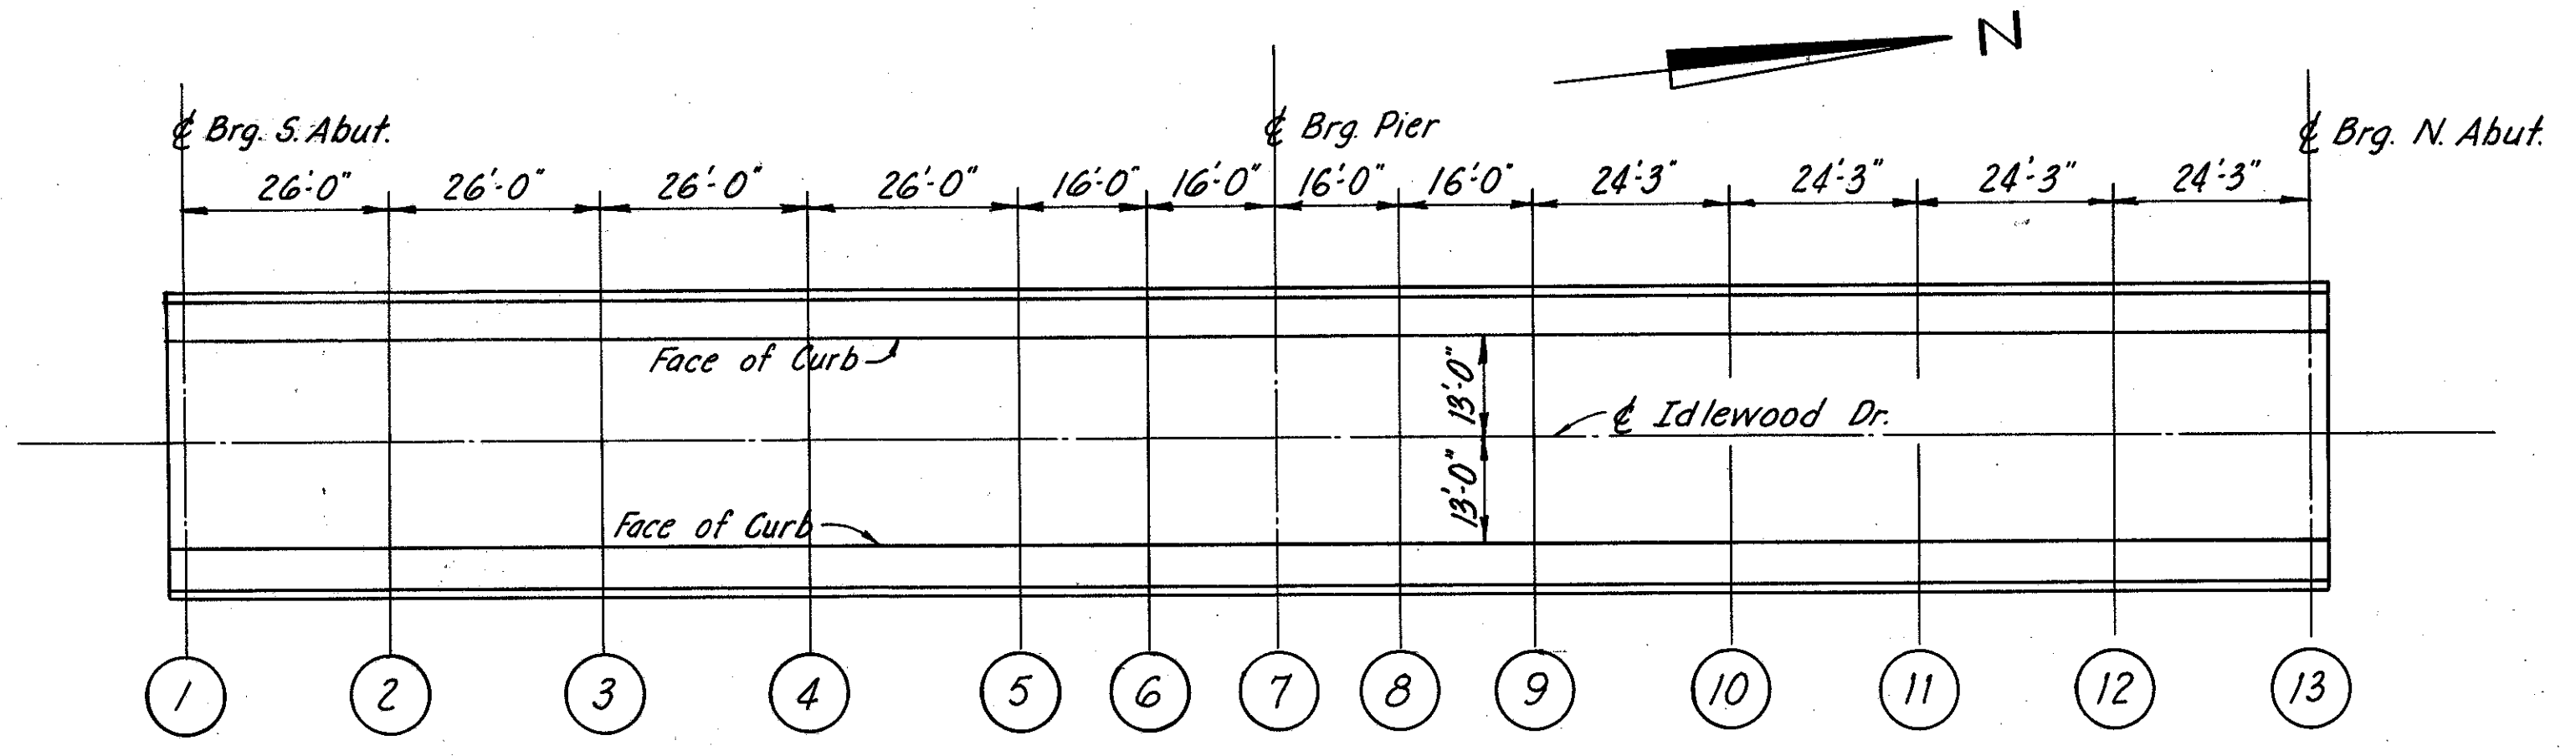 N
℄ Brg. S. Abut.
℄ Brg. Pier
℄ Brg. N. Abut.
26'-0" 26'-0" 26'-0" 26'-0" 16'-0" 16'-0" 16'-0" 16'-0" 24'-3" 24'-3" 24'-3" 24'-3"
Face of Curb
13'-0"
℄ Idlewood Dr.
13'-0"
Face of Curb
1 2 3 4 5 6 7 8 9 10 11 12 13